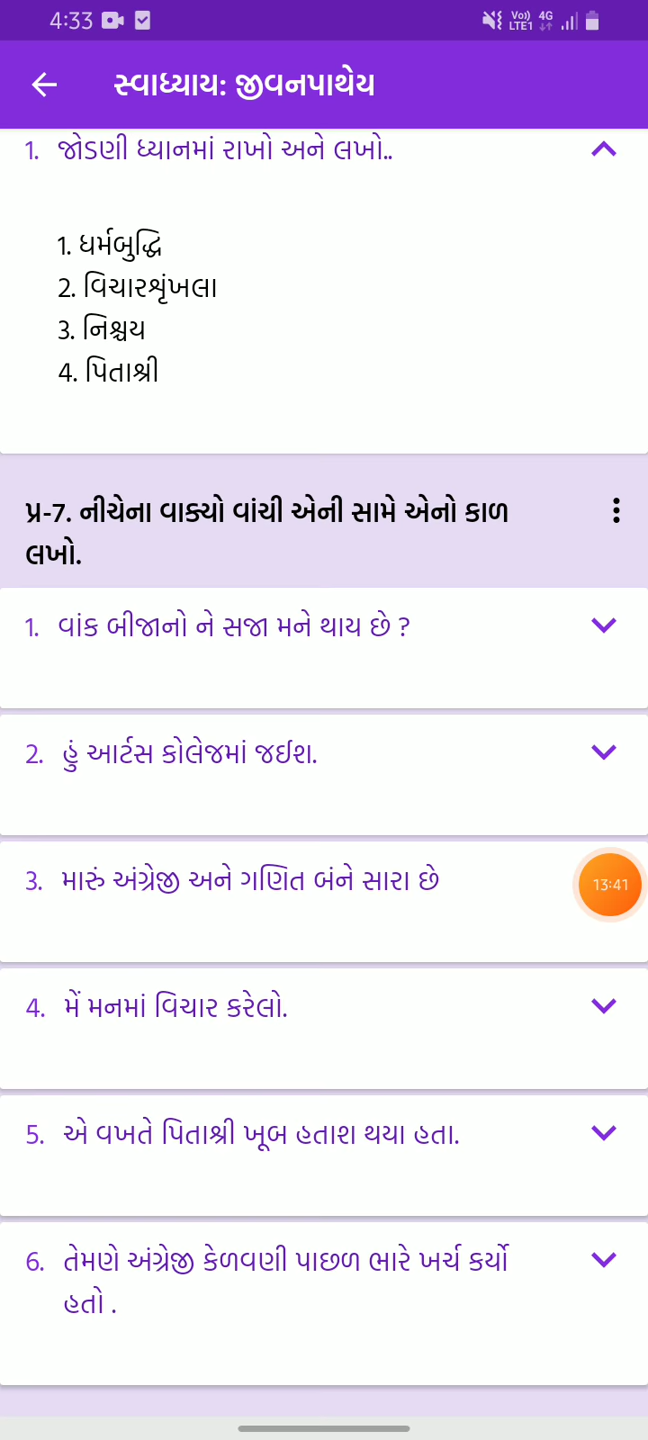 4:33
Vo)) 4G
LTE1
સ્વાધ્યાય: જીવનપાથેય
1. જોડણી ધ્યાનમાં રાખો અને લખો..
1. ધર્મબુદ્ધિ
2. વિચારશૃંખલા
3. નિશ્ચય
4. પિતાશ્રી
પ્ર-7. નીચેના વાક્યો વાંચી એની સામે એનો કાળ
લખો.
1. વાંક બીજાનો ને સજા મને થાય છે ?
2. હું આર્ટસ કોલેજમાં જઈશ.
3. મારું અંગ્રેજી અને ગણિત બંને સારા છે
13:41
4. મેં મનમાં વિચાર કરેલો.
5. એ વખતે પિતાશ્રી ખૂબ હતાશ થયા હતા.
6. તેમણે અંગ્રેજી કેળવણી પાછળ ભારે ખર્ચ કર્યો
હતો .